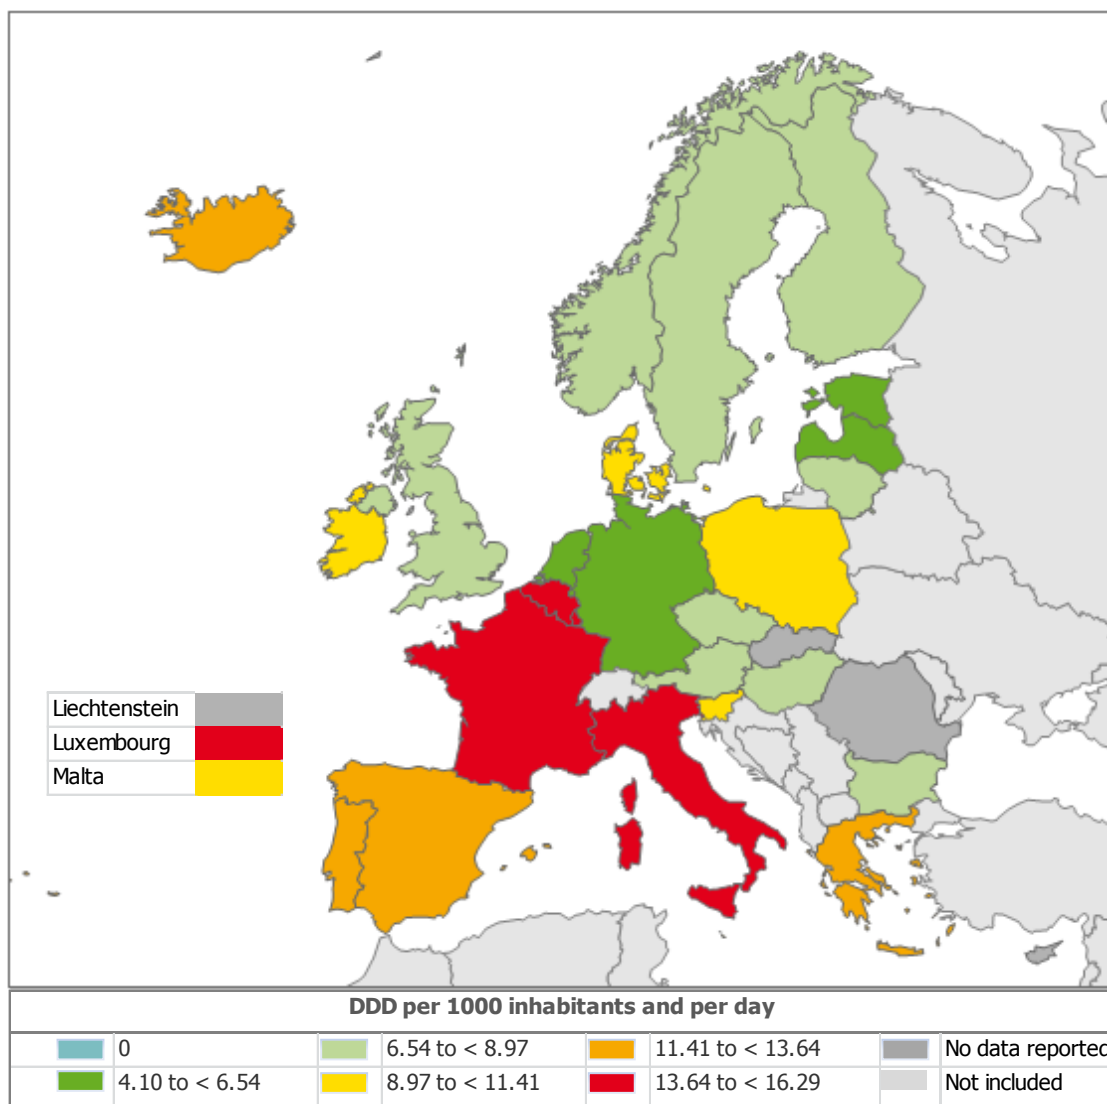 Liechtenstein
Luxembourg
Malta
DDD per 1000 inhabitants and per day
0 6.54 to < 8.97 11.41 to < 13.64 No data reported
4.10 to < 6.54 8.97 to < 11.41 13.64 to < 16.29 Not included